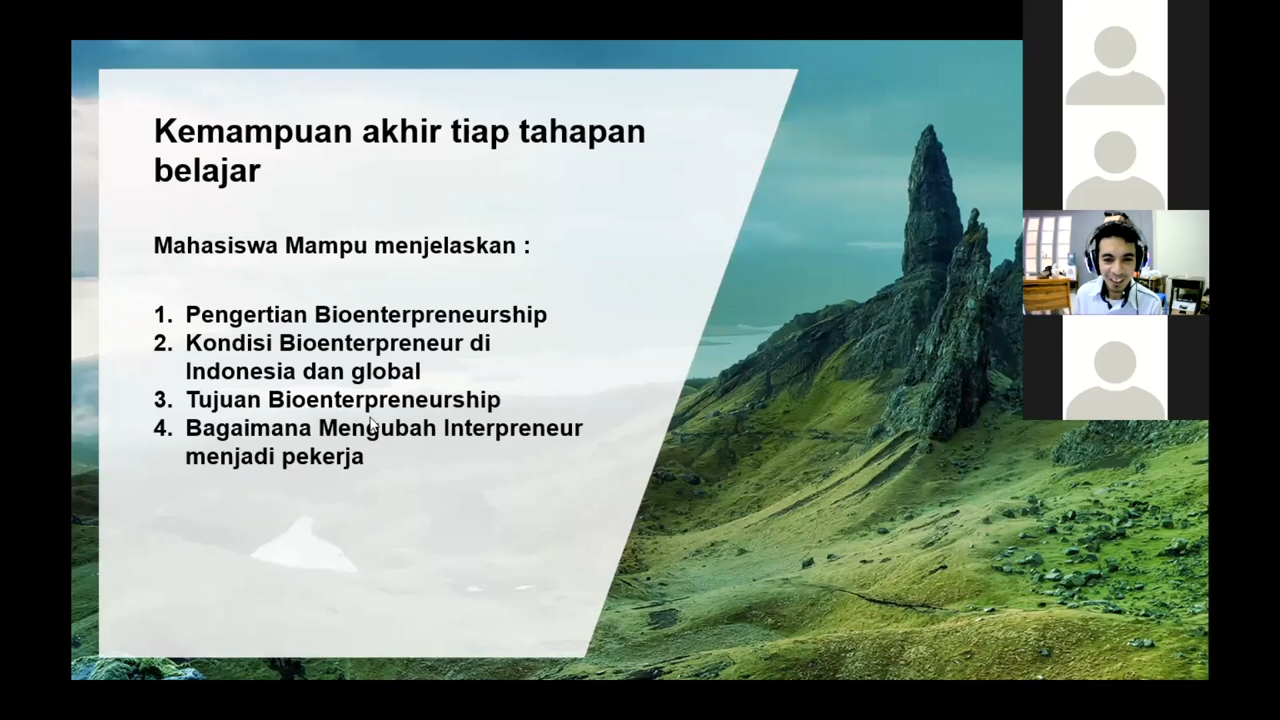 Kemampuan akhir tiap tahapan
belajar
Mahasiswa Mampu menjelaskan :
1. Pengertian Bioenterpreneurship
2. Kondisi Bioenterpreneur di
Indonesia dan global
3. Tujuan Bioenterpreneurship
4. Bagaimana Mengubah Interpreneur
menjadi pekerja